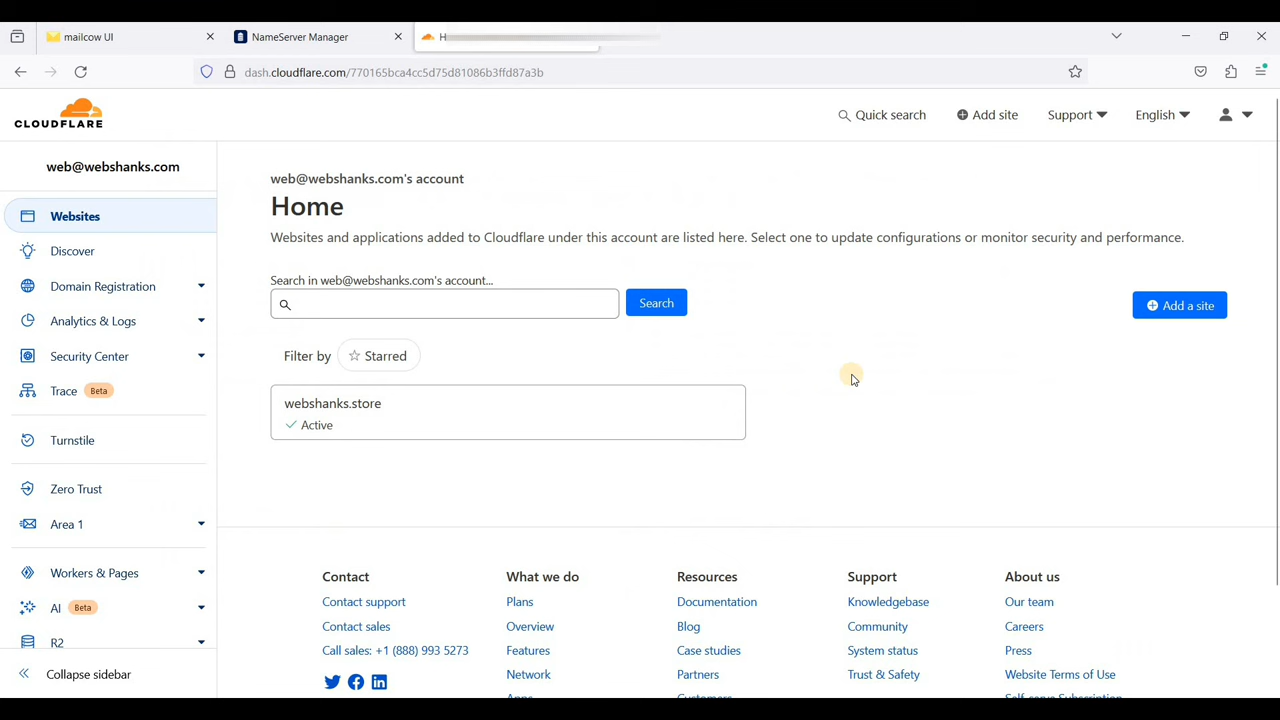 mailcow UI
NameServer Manager
H
dash.cloudflare.com/770165bca4cc5d75d81086b3ffd87a3b
CLOUDFLARE
Quick search
Add site
Support
English
web@webshanks.com
Websites
Discover
Domain Registration
Analytics & Logs
Security Center
Trace Beta
Turnstile
Zero Trust
Area 1
Workers & Pages
AI Beta
R2
Collapse sidebar
web@webshanks.com's account
Home
Websites and applications added to Cloudflare under this account are listed here. Select one to update configurations or monitor security and performance.
Search in web@webshanks.com's account...
Search
Add a site
Filter by Starred
webshanks.store
Active
Contact
Contact support
Contact sales
Call sales: +1 (888) 993 5273
What we do
Plans
Overview
Features
Network
Apps
Resources
Documentation
Blog
Case studies
Partners
Customers
Support
Knowledgebase
Community
System status
Trust & Safety
About us
Our team
Careers
Press
Website Terms of Use
Self-serve Subscription